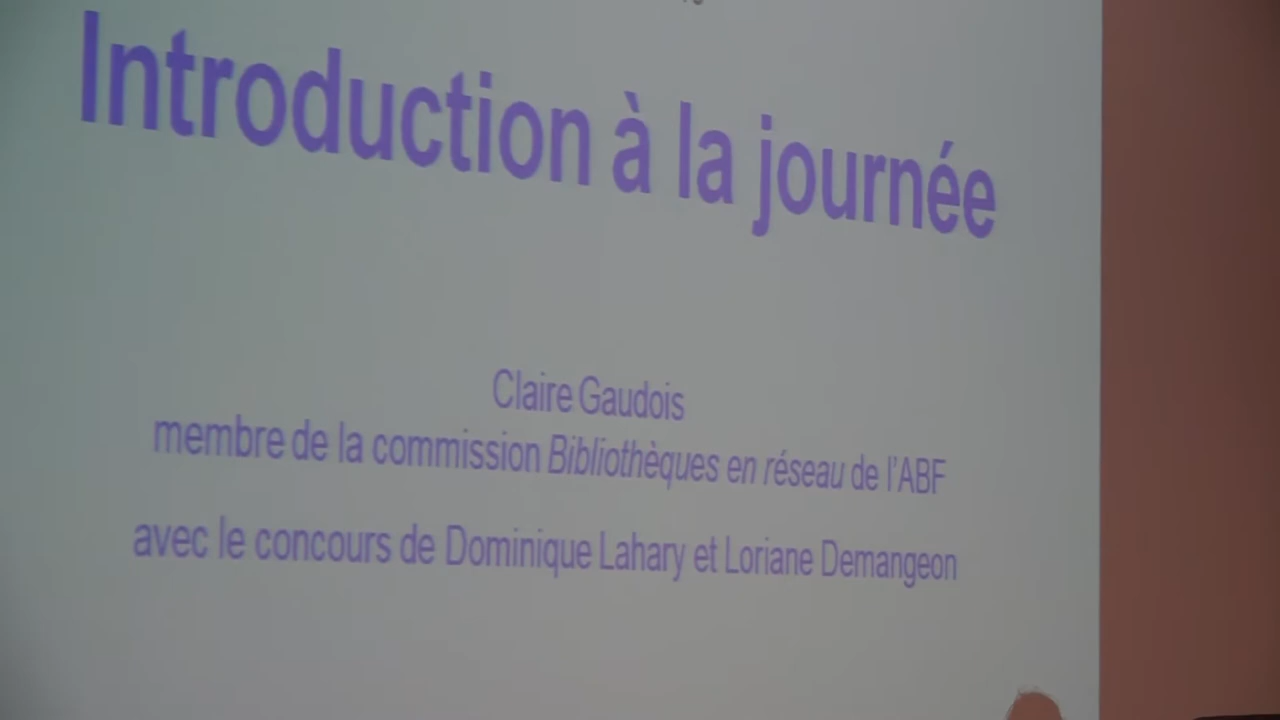 Introduction à la journée
Claire Gaudois
membre de la commission Bibliothèques en réseau de l'ABF
avec le concours de Dominique Lahary et Loriane Demangeon